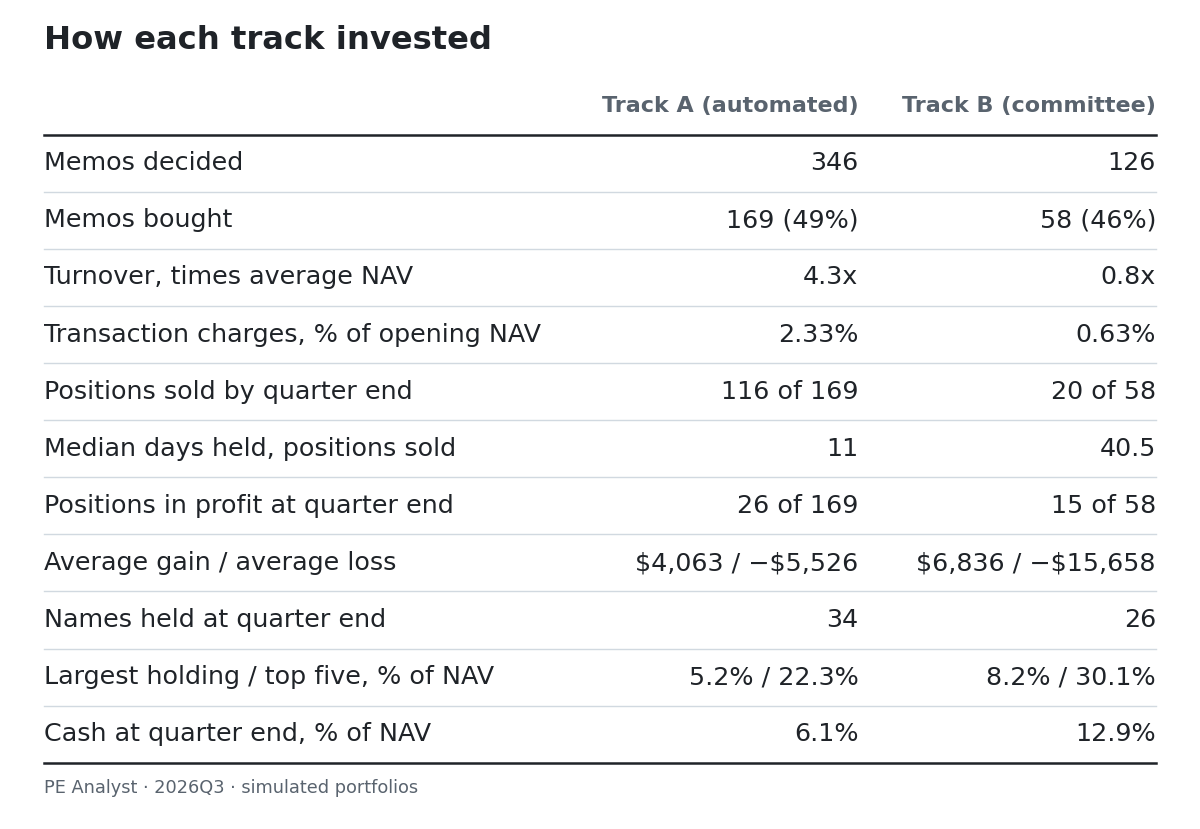 How each track invested
Track A (automated) Track B (committee)
Memos decided 346 126
Memos bought 169 (49%) 58 (46%)
Turnover, times average NAV 4.3x 0.8x
Transaction charges, % of opening NAV 2.33% 0.63%
Positions sold by quarter end 116 of 169 20 of 58
Median days held, positions sold 11 40.5
Positions in profit at quarter end 26 of 169 15 of 58
Average gain / average loss $4,063 / −$5,526 $6,836 / −$15,658
Names held at quarter end 34 26
Largest holding / top five, % of NAV 5.2% / 22.3% 8.2% / 30.1%
Cash at quarter end, % of NAV 6.1% 12.9%
PE Analyst · 2026Q3 · simulated portfolios